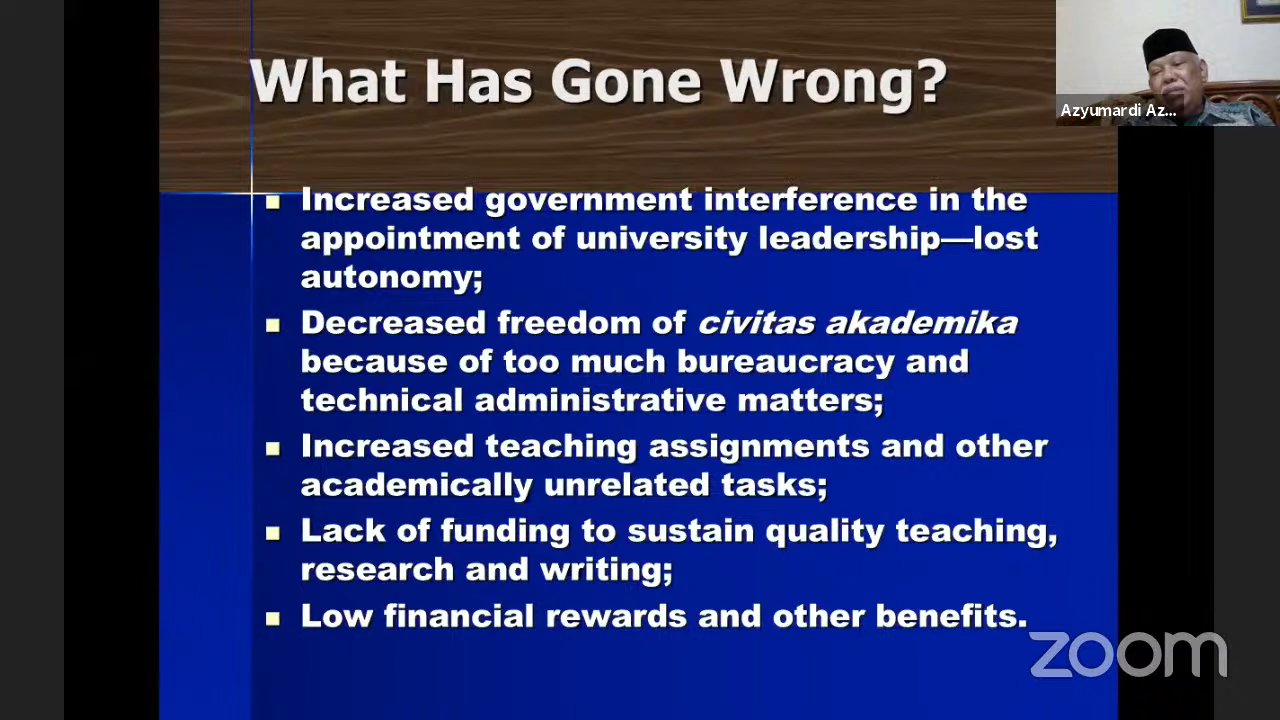 What Has Gone Wrong?
Azyumardi Az...
Increased government interference in the
appointment of university leadership—lost
autonomy;
Decreased freedom of civitas akademika
because of too much bureaucracy and
technical administrative matters;
Increased teaching assignments and other
academically unrelated tasks;
Lack of funding to sustain quality teaching,
research and writing;
Low financial rewards and other benefits.
zoom